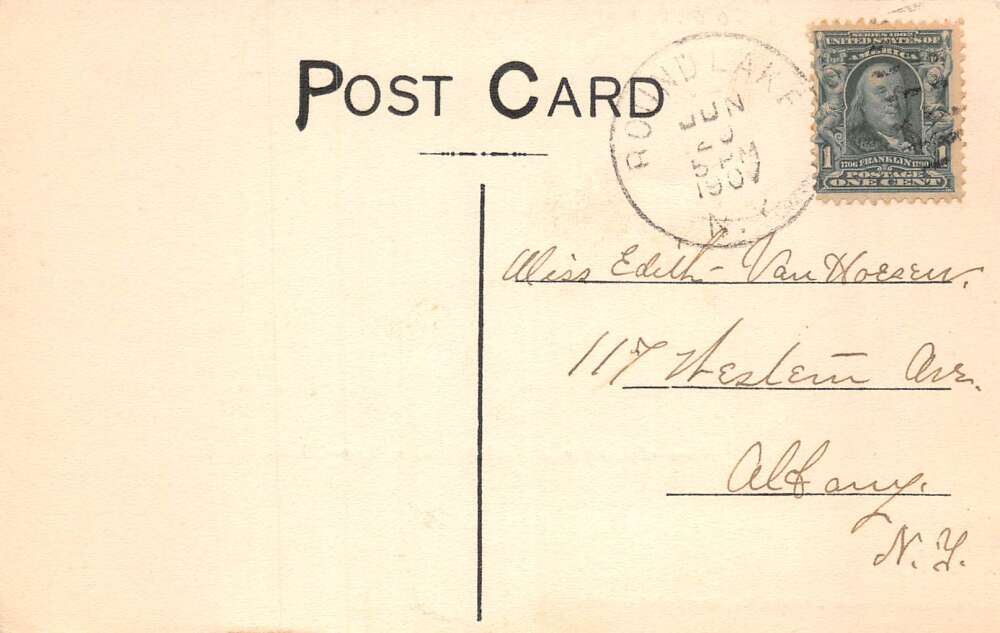 POST CARD
ROUND LAKE
JUN
5 PM
1907
N.Y.
SERIES 1902
UNITED STATES OF
AMERICA
1
1706 FRANKLIN 1790
POSTAGE
ONE CENT
Miss Edith Van Hoesen.
117 Western Ave.
Albany.
N.Y.